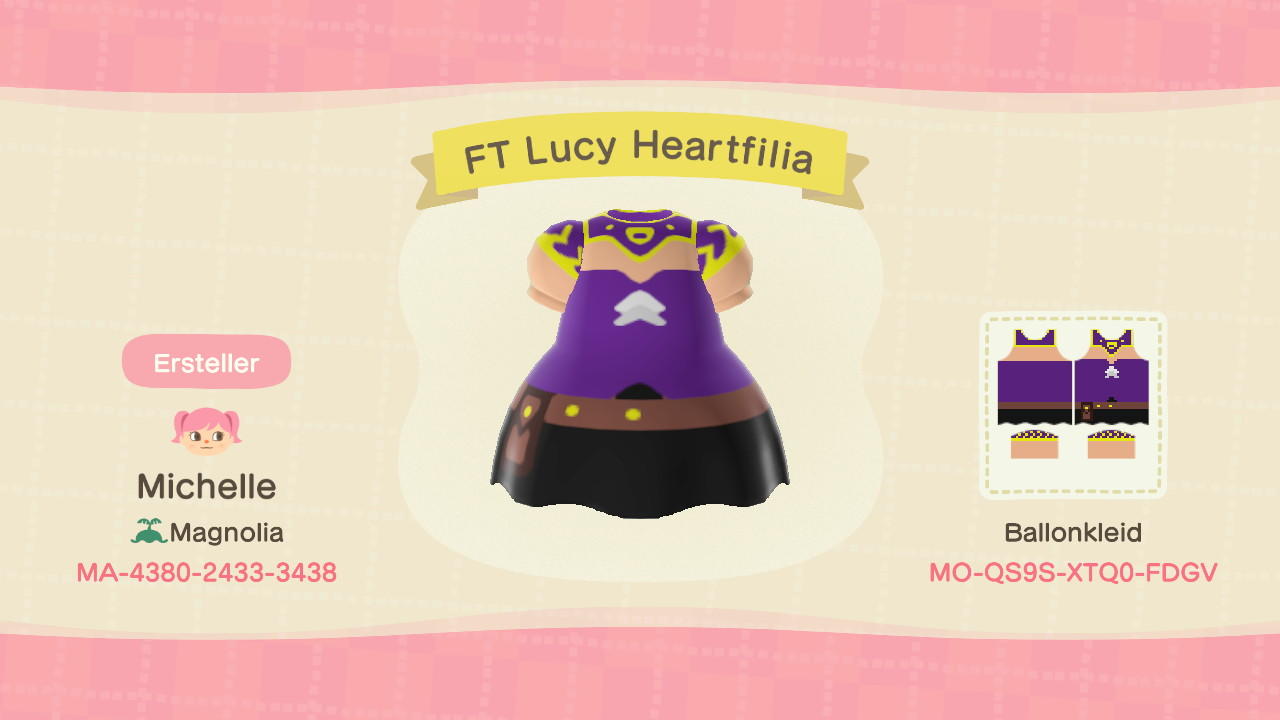 FT Lucy Heartfilia
Ersteller
Michelle
Magnolia
MA-4380-2433-3438
Ballonkleid
MO-QS9S-XTQ0-FDGV